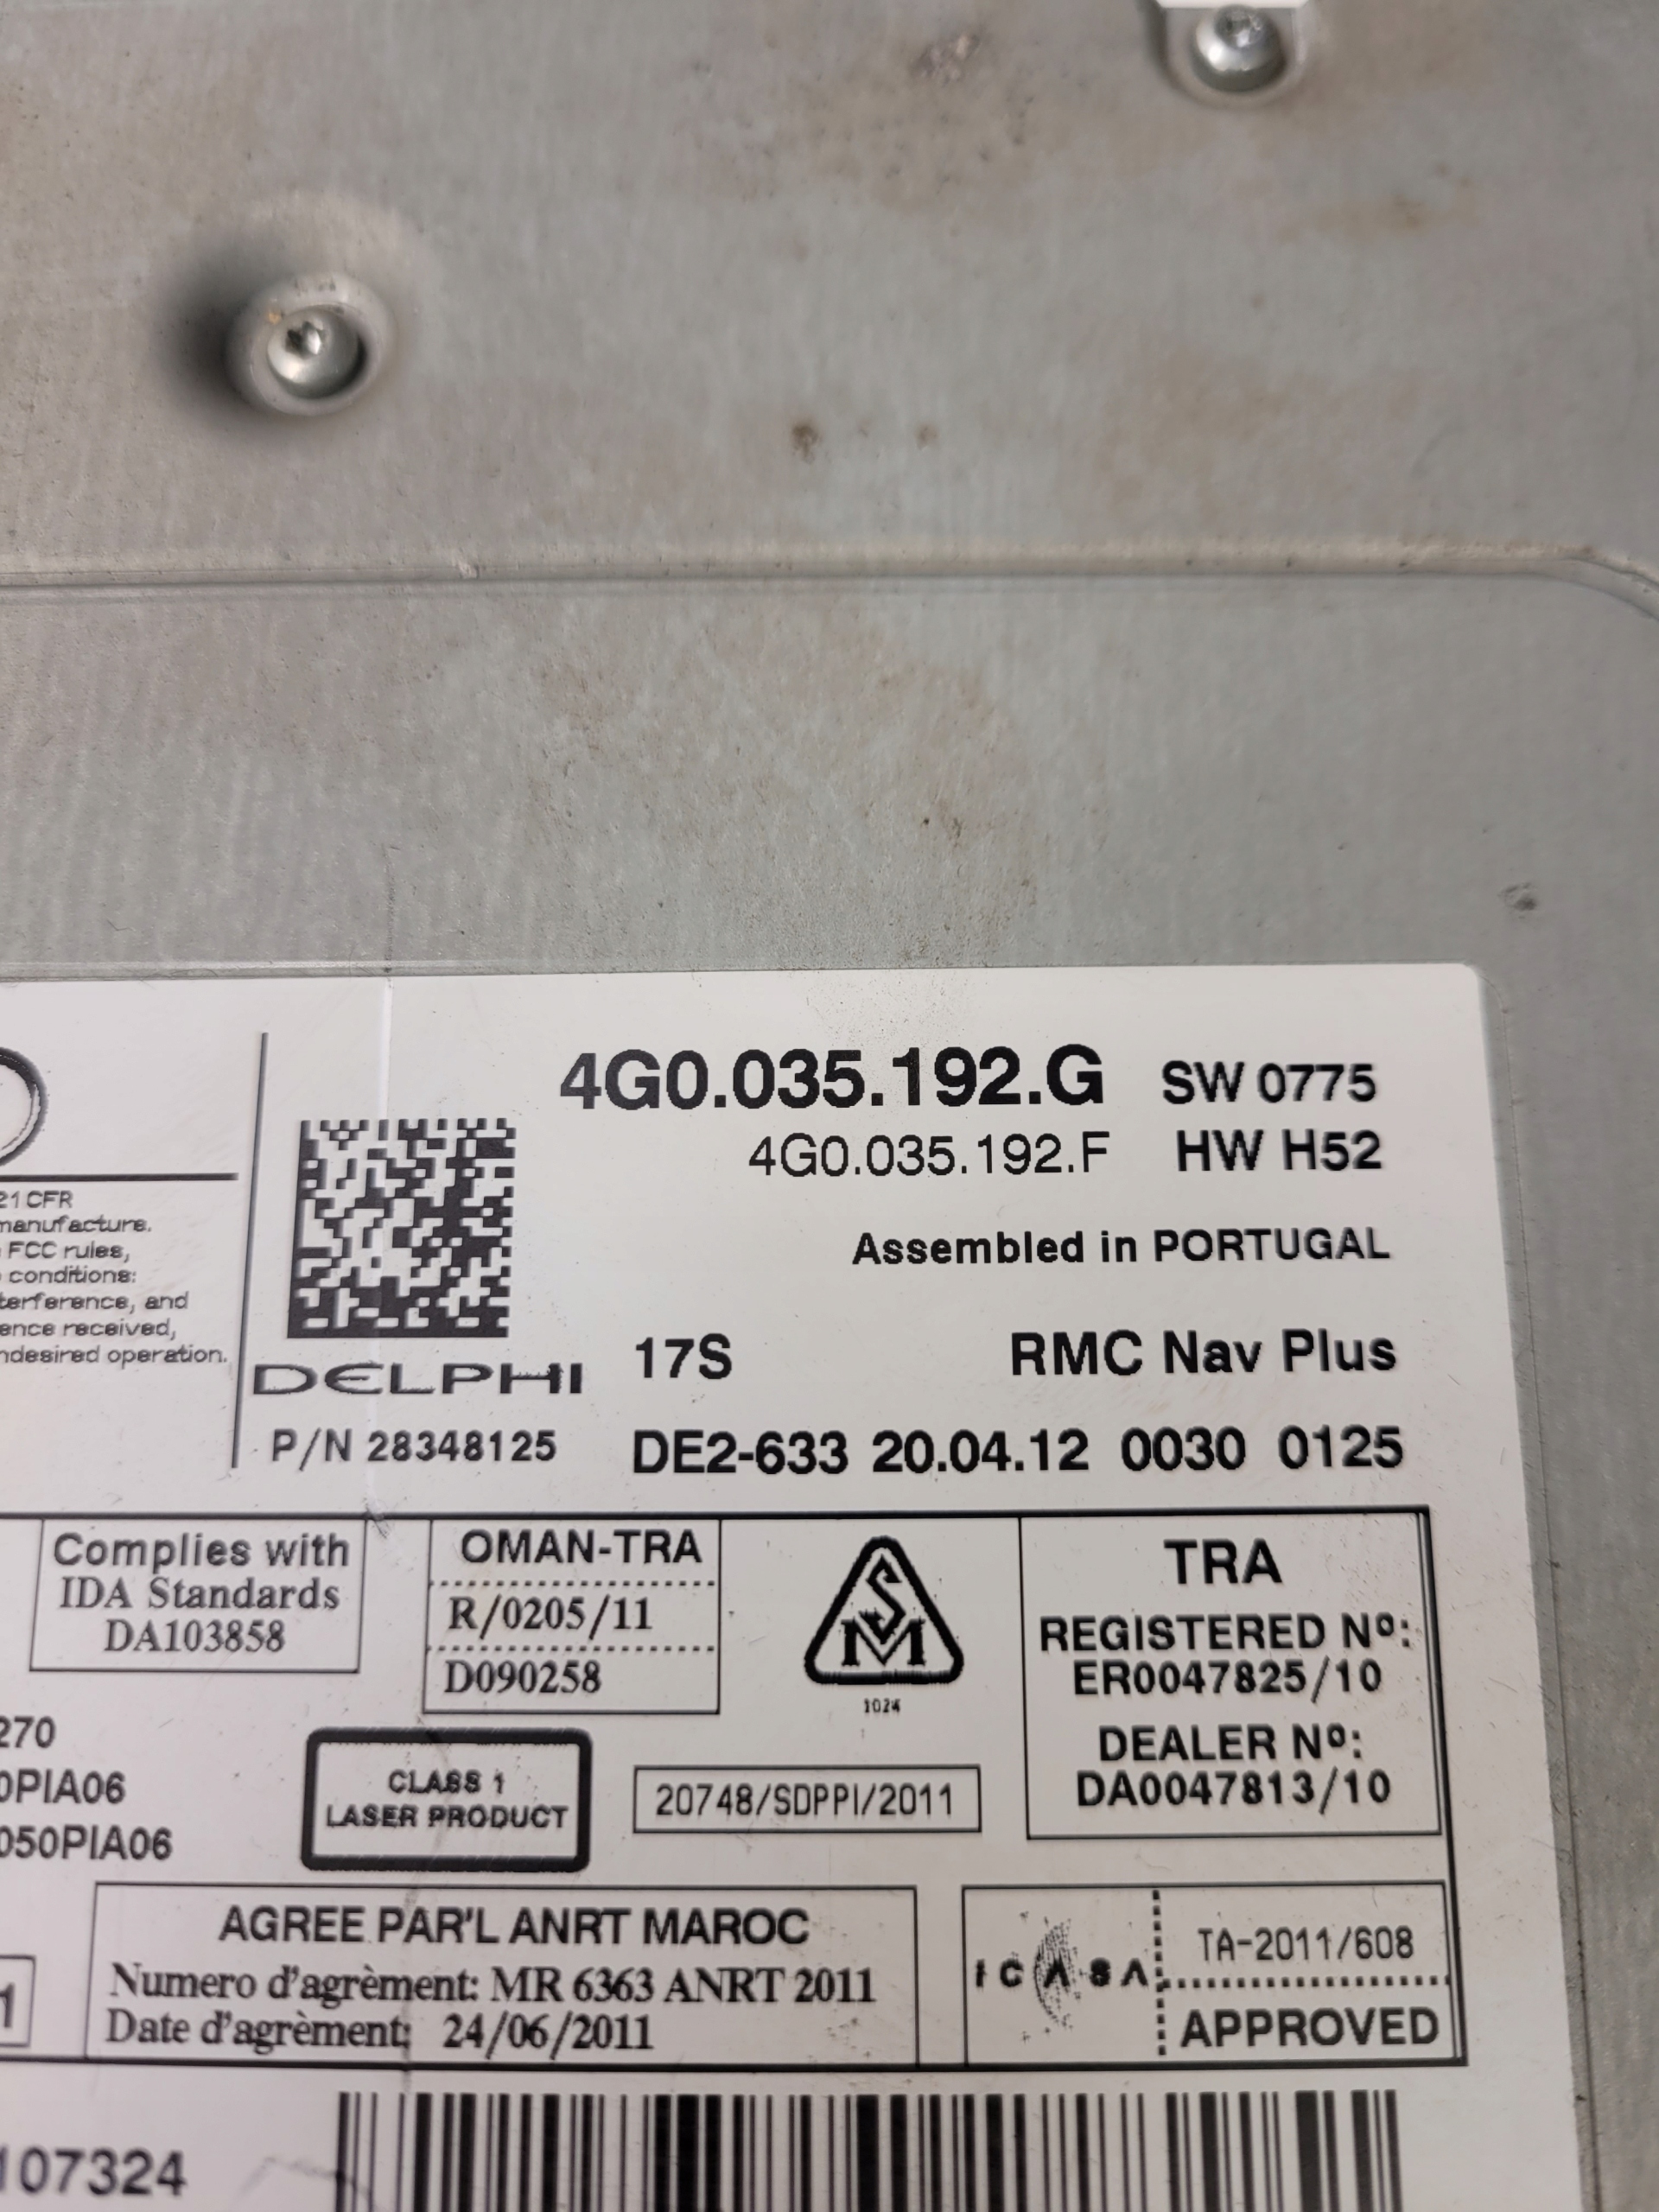 4G0.035.192.G SW 0775
4G0.035.192.F HW H52
Assembled in PORTUGAL
21 CFR
manufacture.
FCC rules,
conditions:
terference, and
ence received,
ndesired operation.
DELPHI 17S RMC Nav Plus
P/N 28348125 DE2-633 20.04.12 0030 0125
Complies with
IDA Standards
DA103858
OMAN-TRA
R/0205/11
D090258
SM
1024
TRA
REGISTERED Nº:
ER0047825/10
DEALER Nº:
DA0047813/10
270
0PIA06
050PIA06
CLASS 1
LASER PRODUCT
20748/SDPPI/2011
AGREE PAR'L ANRT MAROC
Numero d'agrèment: MR 6363 ANRT 2011
Date d'agrèment: 24/06/2011
1
ICASA
TA-2011/608
APPROVED
107324